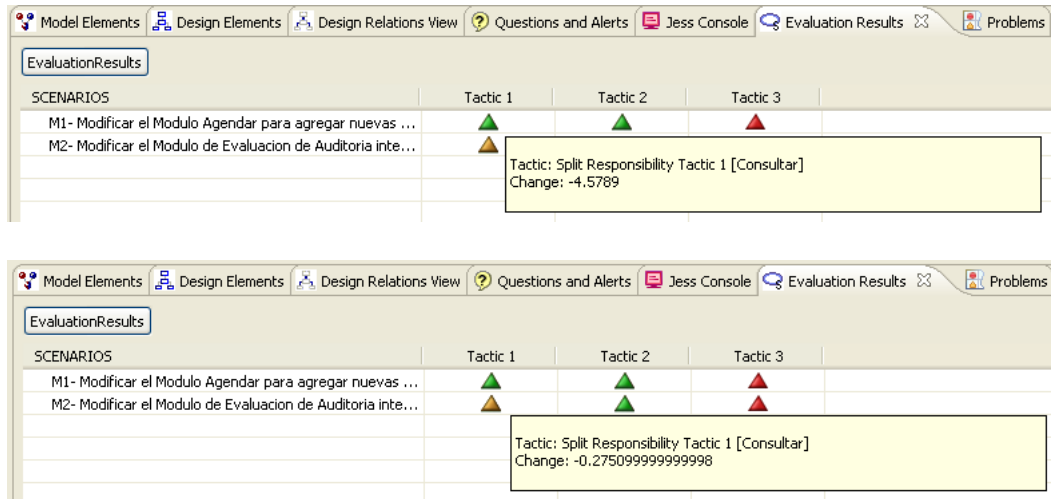 Model Elements Design Elements Design Relations View Questions and Alerts Jess Console Evaluation Results Problems
EvaluationResults
SCENARIOS Tactic 1 Tactic 2 Tactic 3
M1- Modificar el Modulo Agendar para agregar nuevas ...
M2- Modificar el Modulo de Evaluacion de Auditoria inte...
Tactic: Split Responsibility Tactic 1 [Consultar]
Change: -4.5789
Model Elements Design Elements Design Relations View Questions and Alerts Jess Console Evaluation Results Problems
EvaluationResults
SCENARIOS Tactic 1 Tactic 2 Tactic 3
M1- Modificar el Modulo Agendar para agregar nuevas ...
M2- Modificar el Modulo de Evaluacion de Auditoria inte...
Tactic: Split Responsibility Tactic 1 [Consultar]
Change: -0.275099999999998